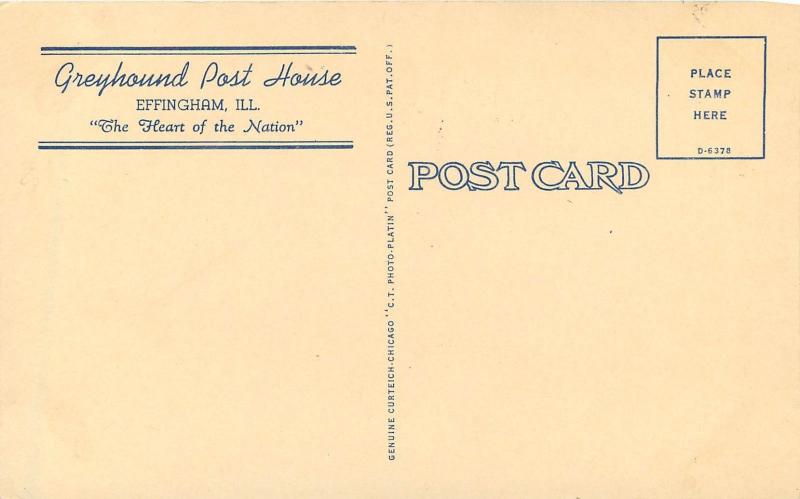 Greyhound Post House
EFFINGHAM, ILL.
"The Heart of the Nation"
GENUINE CURTEICH-CHICAGO "C.T. PHOTO-PLATIN" POST CARD (REG. U.S. PAT. OFF.)
POST CARD
PLACE
STAMP
HERE
D-6378